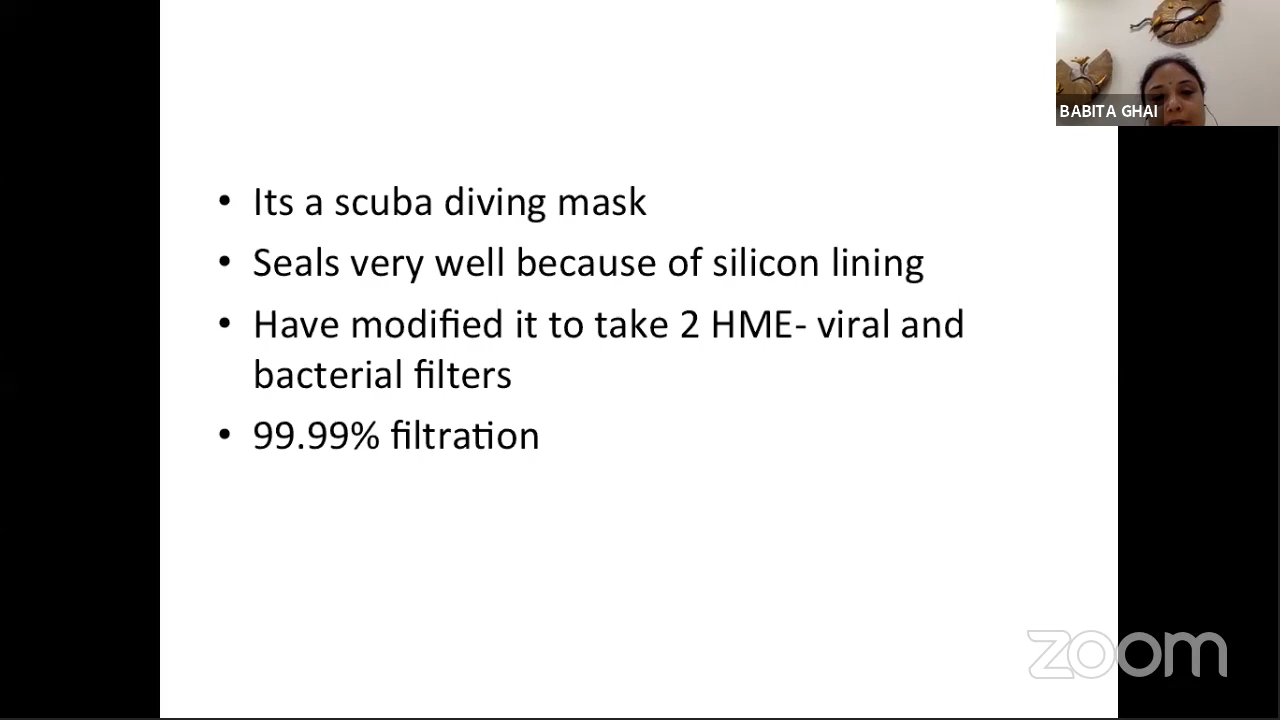 BABITA GHAI
• Its a scuba diving mask
• Seals very well because of silicon lining
• Have modified it to take 2 HME- viral and
bacterial filters
• 99.99% filtration
zoom